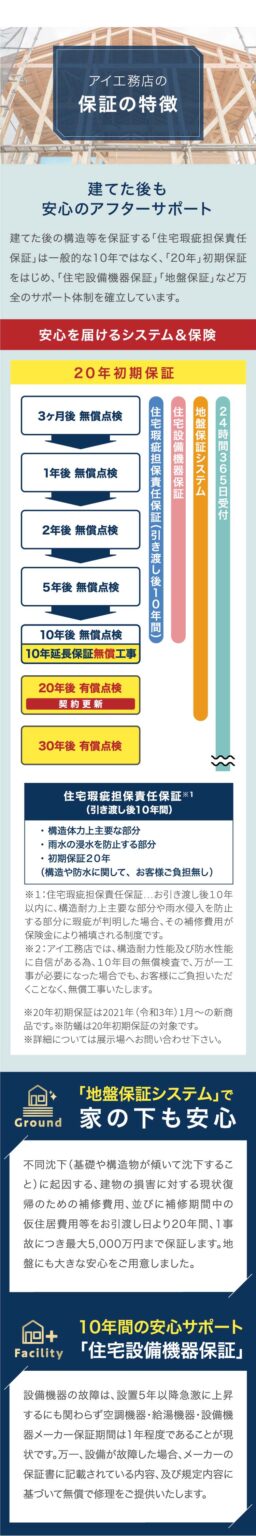 アイ工務店の
保証の特徴
建てた後も
安心のアフターサポート
建てた後の構造等を保証する「住宅瑕疵担保責任
保証」は一般的な10年ではなく、「20年」初期保証
をはじめ、「住宅設備機器保証」「地盤保証」など万
全のサポート体制を確立しています。
安心を届けるシステム＆保険
20年初期保証
3ヶ月後 無償点検
1年後 無償点検
2年後 無償点検
5年後 無償点検
10年後 無償点検
10年延長保証無償工事
20年後 有償点検
契約更新
30年後 有償点検
住宅瑕疵担保責任保証(引き渡し後10年間)
住宅設備機器保証
地盤保証システム
24時間365日受付
住宅瑕疵担保責任保証※1
(引き渡し後10年間)
・構造体力上主要な部分
・雨水の浸水を防止する部分
・初期保証20年
(構造や防水に関して、お客様ご負担無し)
※1:住宅瑕疵担保責任保証…お引き渡し後10年
以内に、構造耐力上主要な部分や雨水侵入を防止
する部分に瑕疵が判明した場合、その補修費用が
保険金により補填される制度です。
※2:アイ工務店では、構造耐力性能及び防水性能
に自信がある為、10年目の無償検査で、万が一工
事が必要になった場合でも、お客様にご負担いただ
くことなく、無償工事いたします。
※20年初期保証は2021年(令和3年)1月〜の新商
品です。※防蟻は20年初期保証の対象です。
※詳細については展示場へお問い合わせ下さい。
Ground
「地盤保証システム」で
家の下も安心
不同沈下(基礎や構造物が傾いて沈下するこ
と)に起因する、建物の損害に対する現状復
帰のための補修費用、並びに補修期間中の
仮住居費用等をお引渡し日より20年間、1事
故につき最大5,000万円まで保証します。地
盤にも大きな安心をご用意しました。
Facility
10年間の安心サポート
「住宅設備機器保証」
設備機器の故障は、設置5年以降急激に上昇
するにも関わらず空調機器・給湯機器・設備機
器メーカー保証期間は1年程度であることが現
状です。万一、設備が故障した場合、メーカーの
保証書に記載されている内容、及び規定内容に
基づいて無償で修理をご提供いたします。